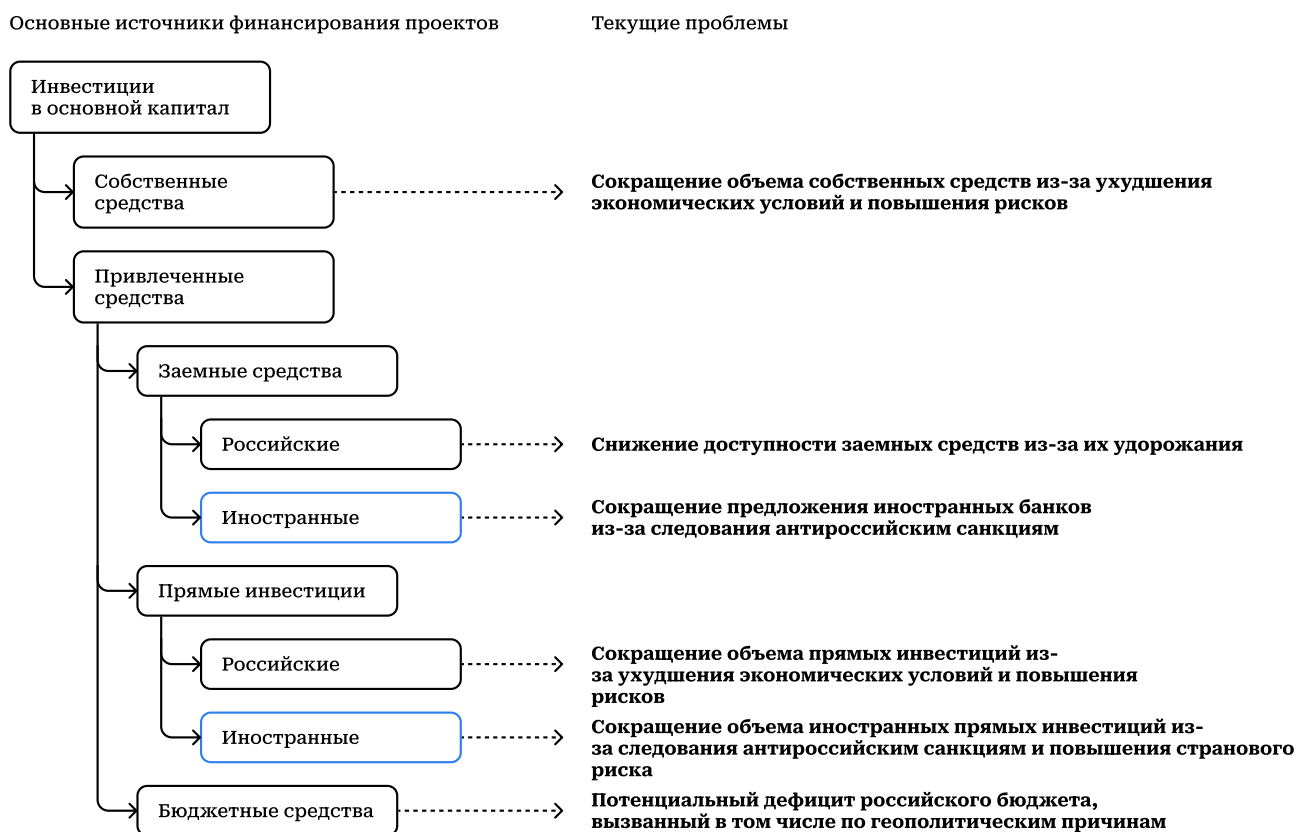 Основные источники финансирования проектов
Текущие проблемы
Инвестиции
в основной капитал
Собственные
средства
Сокращение объема собственных средств из-за ухудшения
экономических условий и повышения рисков
Привлеченные
средства
Заемные средства
Российские
Снижение доступности заемных средств из-за их удорожания
Иностранные
Сокращение предложения иностранных банков
из-за следования антироссийским санкциям
Прямые инвестиции
Российские
Сокращение объема прямых инвестиций из-
за ухудшения экономических условий и повышения
рисков
Иностранные
Сокращение объема иностранных прямых инвестиций из-
за следования антироссийским санкциям и повышения странового
риска
Бюджетные средства
Потенциальный дефицит российского бюджета,
вызванный в том числе по геополитическим причинам